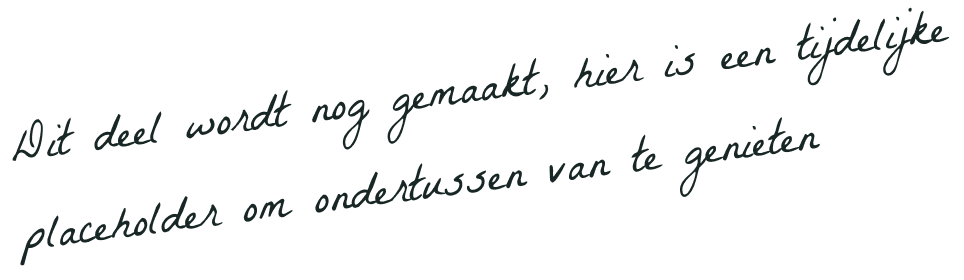 Dit deel wordt nog gemaakt, hier is een tijdelijke
placeholder om ondertussen van te genieten